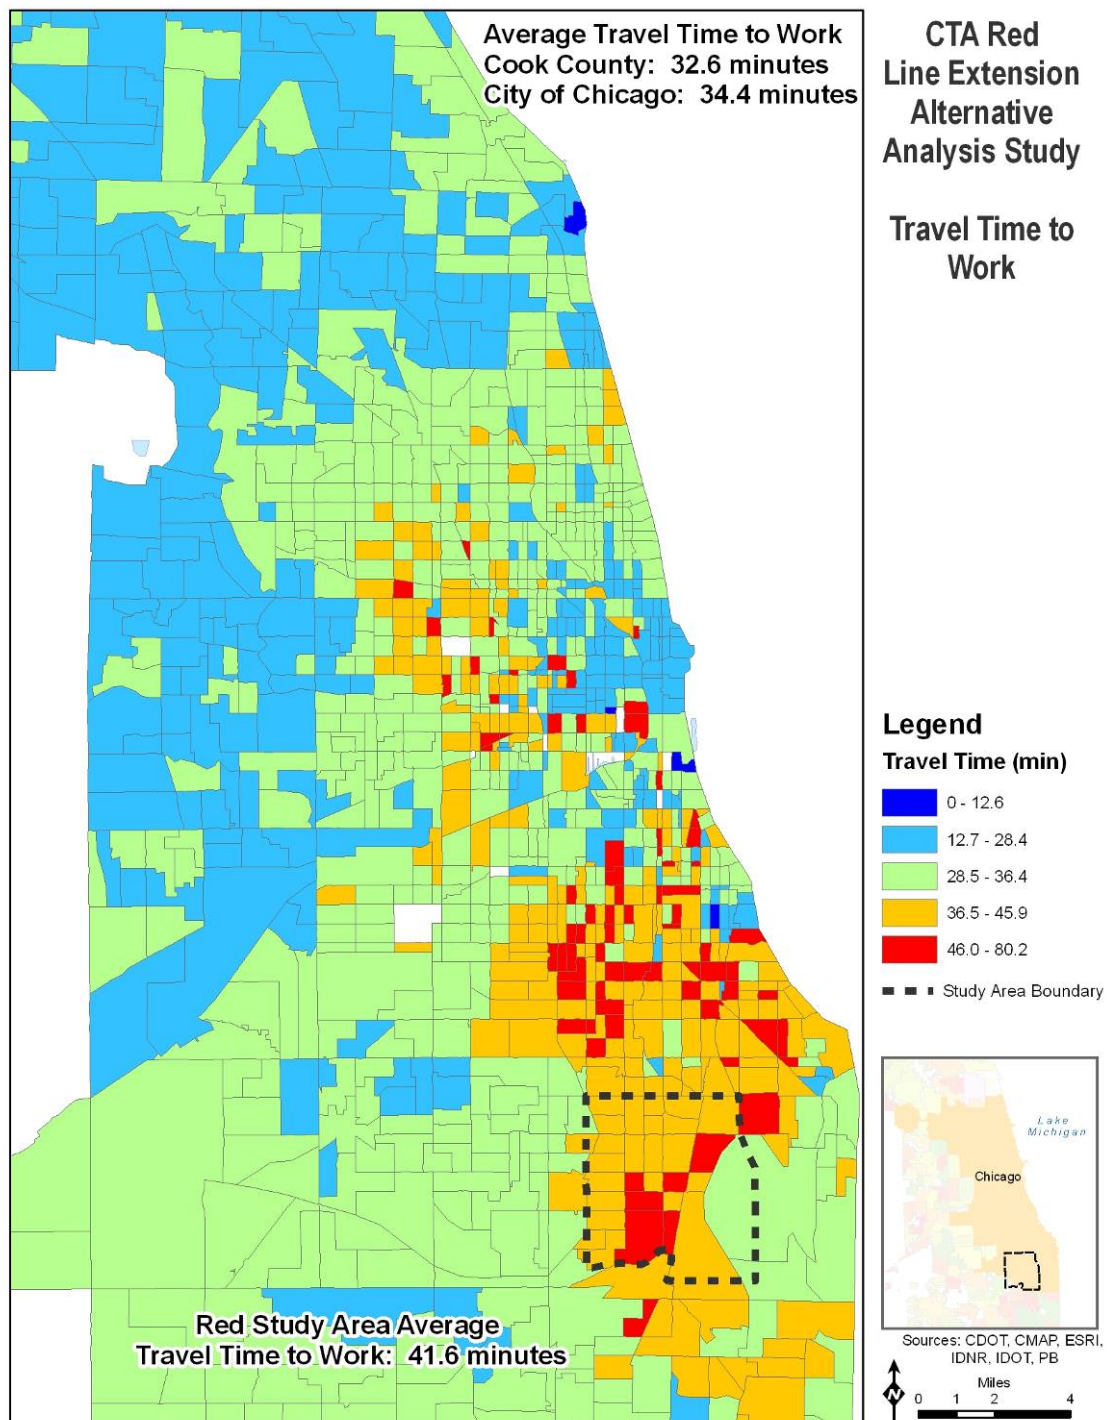 Average Travel Time to Work
Cook County: 32.6 minutes
City of Chicago: 34.4 minutes
CTA Red
Line Extension
Alternative
Analysis Study
Travel Time to
Work
Legend
Travel Time (min)
0 - 12.6
12.7 - 28.4
28.5 - 36.4
36.5 - 45.9
46.0 - 80.2
Study Area Boundary
Lake
Michigan
Chicago
Red Study Area Average
Travel Time to Work: 41.6 minutes
Sources: CDOT, CMAP, ESRI,
IDNR, IDOT, PB
N
Miles
0 1 2 4